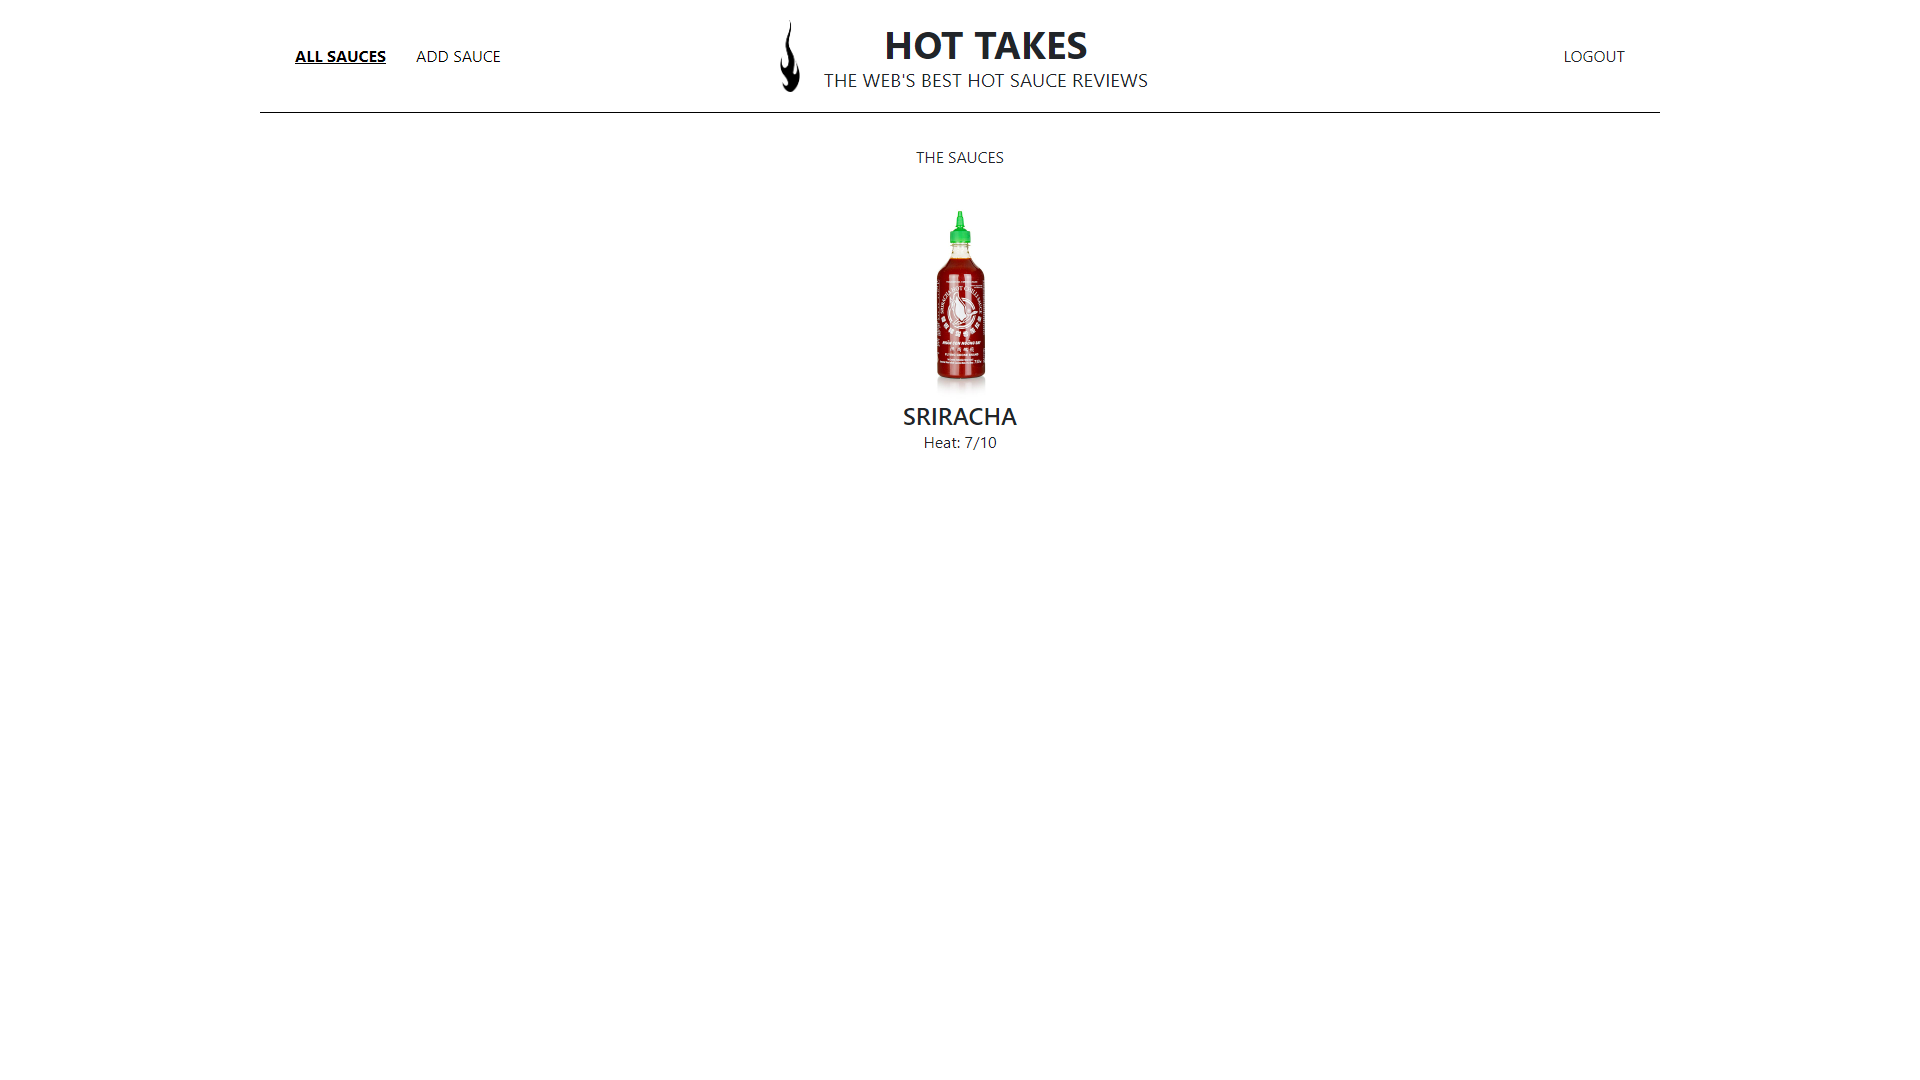 ALL SAUCES
ADD SAUCE
HOT TAKES
THE WEB'S BEST HOT SAUCE REVIEWS
LOGOUT
THE SAUCES
SRIRACHA
Heat: 7/10